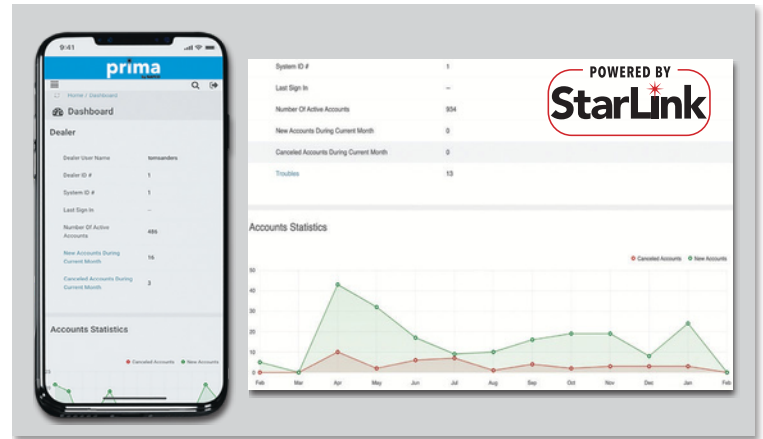 9:41
prima
Home / Dashboard
Dashboard
Dealer
Dealer User Name tomsanders
Dealer ID # 1
System ID # 1
Last Sign In --
Number Of Active
Accounts 486
New Accounts During
Current Month 16
Canceled Accounts During
Current Month 3
Accounts Statistics
Canceled Accounts New Accounts
System ID # 1
Last Sign In --
Number Of Active Accounts 934
New Accounts During Current Month 0
Canceled Accounts During Current Month 0
Troubles 13
POWERED BY
StarLink
Accounts Statistics
Canceled Accounts New Accounts
50
40
30
20
10
0
Feb Mar Apr May Jun Jul Aug Sep Oct Nov Dec Jan Feb